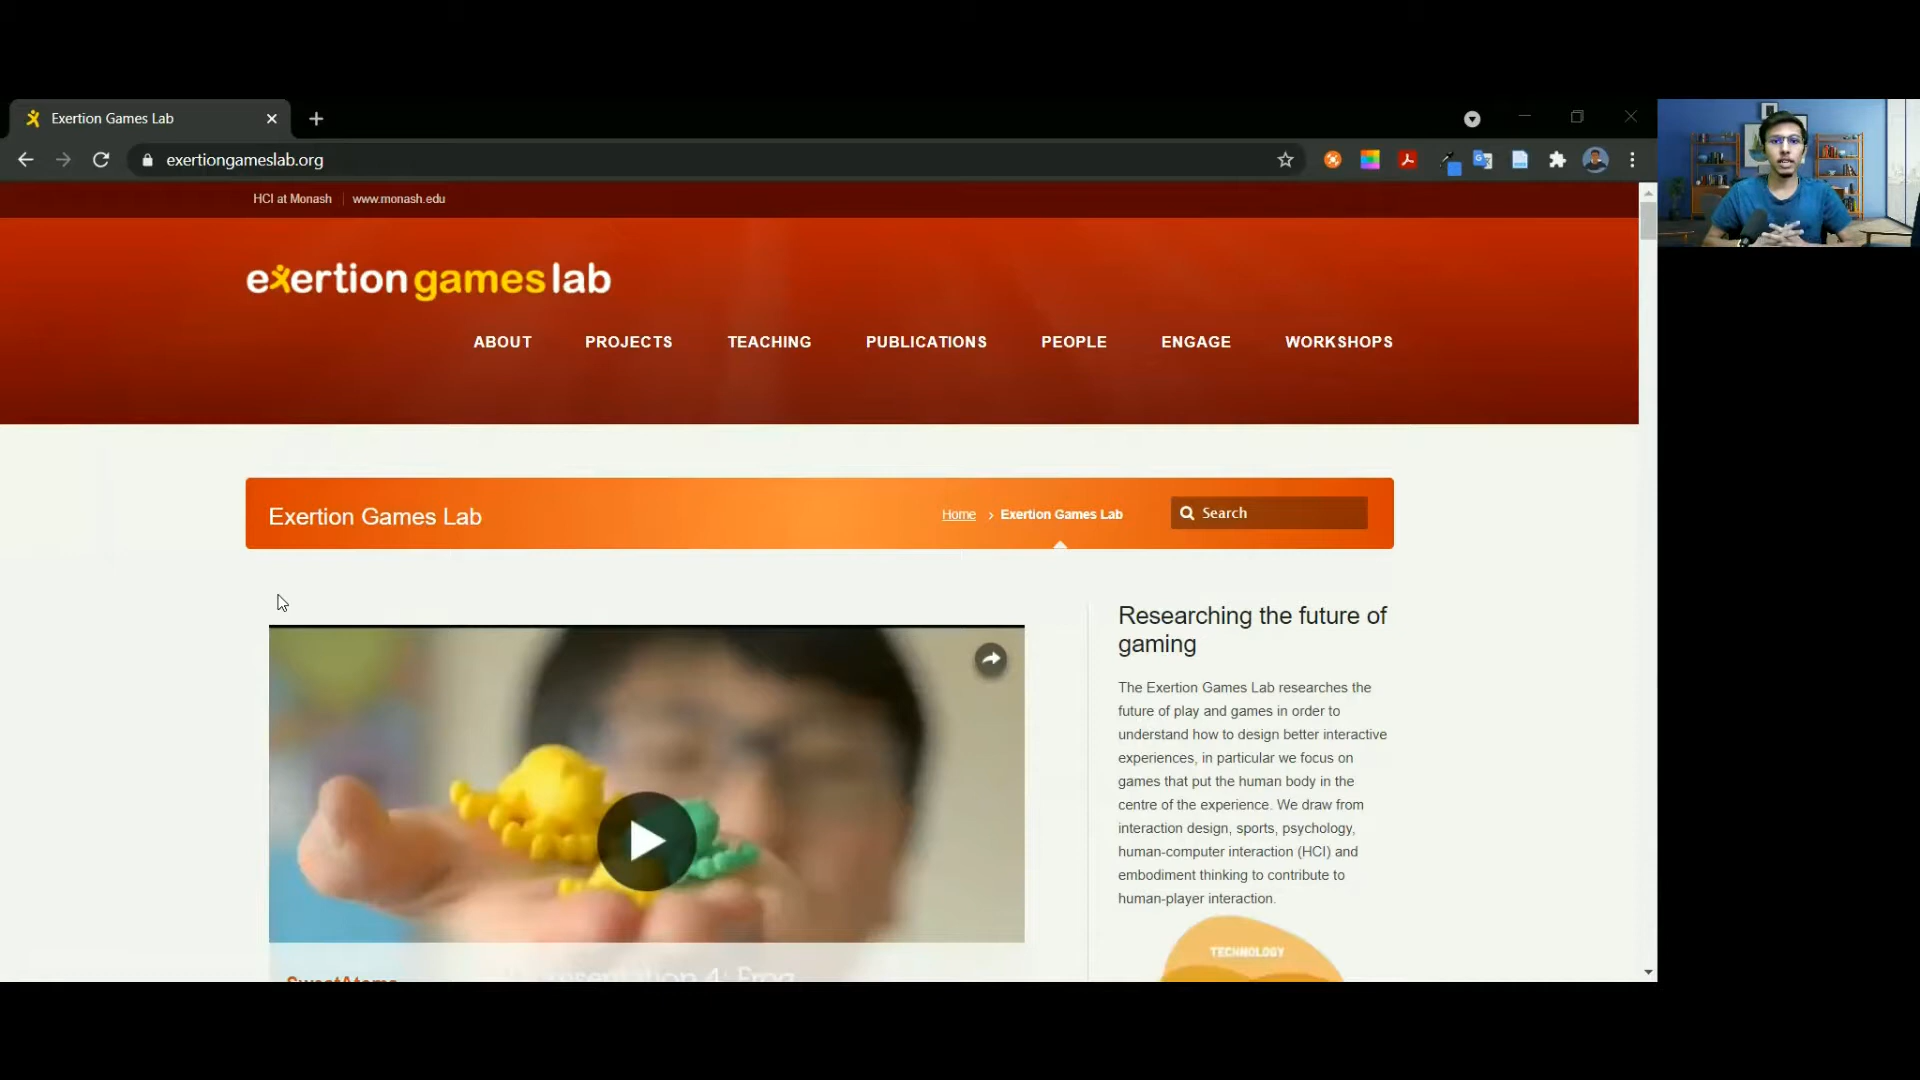 Exertion Games Lab
exertiongameslab.org
HCI at Monash www.monash.edu
exertion games lab
ABOUT PROJECTS TEACHING PUBLICATIONS PEOPLE ENGAGE WORKSHOPS
Exertion Games Lab
Home › Exertion Games Lab
Search
Researching the future of
gaming
The Exertion Games Lab researches the
future of play and games in order to
understand how to design better interactive
experiences, in particular we focus on
games that put the human body in the
centre of the experience. We draw from
interaction design, sports, psychology,
human-computer interaction (HCI) and
embodiment thinking to contribute to
human-player interaction.
TECHNOLOGY